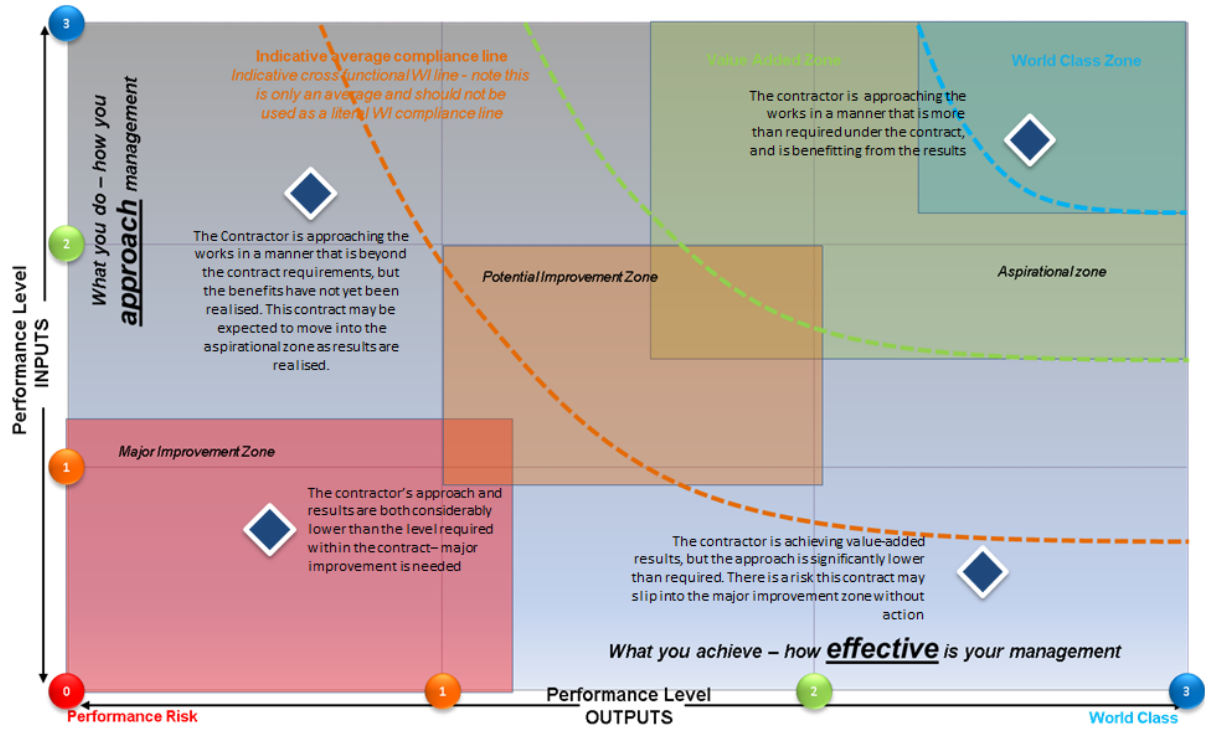 3
Indicative average compliance line
Indicative cross functional WI line - note this
is only an average and should not be
used as a literal WI compliance line
Value Added Zone
World Class Zone
The contractor is approaching the
works in a manner that is more
than required under the contract,
and is benefitting from the results
What you do – how you
approach management
2
The Contractor is approaching the
works in a manner that is beyond
the contract requirements, but
the benefits have not yet been
realised. This contract may be
expected to move into the
aspirational zone as results are
realised.
Potential Improvement Zone
Aspirational zone
Performance Level
INPUTS
Major Improvement Zone
1
The contractor's approach and
results are both considerably
lower than the level required
within the contract– major
improvement is needed
The contractor is achieving value-added
results, but the approach is significantly lower
than required. There is a risk this contract may
slip into the major improvement zone without
action
What you achieve – how effective is your management
0
1
Performance Level
OUTPUTS
2
3
Performance Risk
World Class